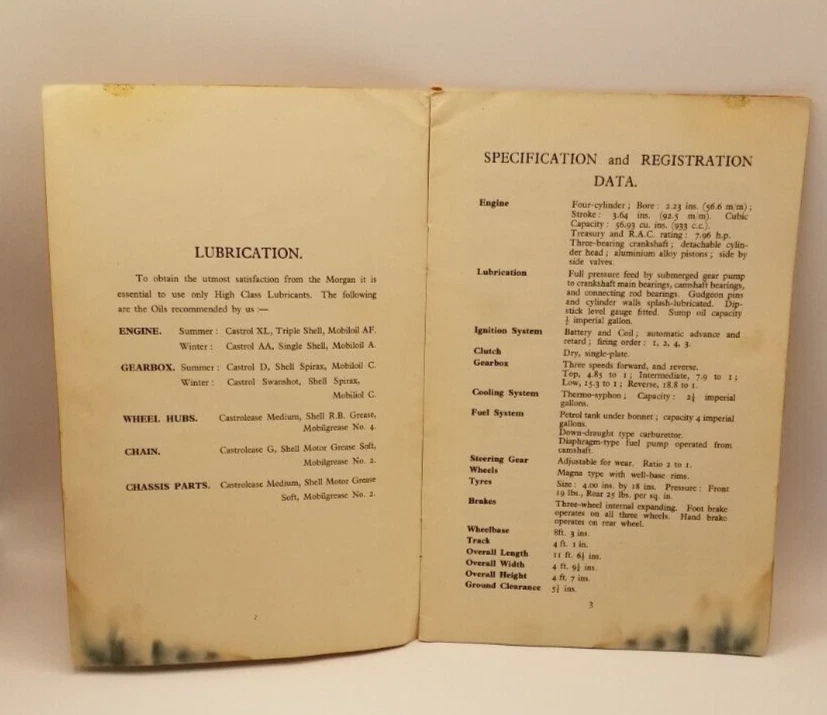 LUBRICATION.
To obtain the utmost satisfaction from the Morgan it is
essential to use only High Class Lubricants. The following
are the Oils recommended by us :—
ENGINE. Summer : Castrol XL, Triple Shell, Mobiloil AF.
Winter : Castrol AA, Single Shell, Mobiloil A.
GEARBOX. Summer : Castrol D, Shell Spirax, Mobiloil C.
Winter : Castrol Swanshot, Shell Spirax,
Mobiliol C.
WHEEL HUBS. Castrolease Medium, Shell R.B. Grease,
Mobilgrease No. 4.
CHAIN. Castrolease G, Shell Motor Grease Soft,
Mobilgrease No. 2.
CHASSIS PARTS. Castrolease Medium, Shell Motor Grease
Soft, Mobilgrease No. 2.
2
SPECIFICATION and REGISTRATION
DATA.
Engine Four-cylinder ; Bore : 2.23 ins. (56.6 m/m) ;
Stroke : 3.64 ins. (92.5 m/m). Cubic
Capacity : 56.93 cu. ins. (933 c.c.).
Treasury and R.A.C. rating : 7.96 h.p.
Three-bearing crankshaft ; detachable cylin-
der head ; aluminium alloy pistons ; side by
side valves.
Lubrication Full pressure feed by submerged gear pump
to crankshaft main bearings, camshaft bearings,
and connecting rod bearings. Gudgeon pins
and cylinder walls splash-lubricated. Dip-
stick level gauge fitted. Sump oil capacity
imperial gallon.
Ignition System Battery and Coil ; automatic advance and
retard ; firing order : 1, 2, 4, 3.
Clutch Dry, single-plate.
Gearbox Three speeds forward, and reverse.
Top, 4.85 to 1 ; Intermediate, 7.9 to 1 ;
Low, 15.3 to 1 ; Reverse, 18.8 to 1.
Cooling System Thermo-syphon ; Capacity : imperial
gallons.
Fuel System Petrol tank under bonnet ; capacity 4 imperial
gallons.
Down-draught type carburettor.
Diaphragm-type fuel pump operated from
camshaft.
Steering Gear Adjustable for wear. Ratio 2 to 1.
Wheels Magna type with well-base rims.
Tyres Size : 4.00 ins. by 18 ins. Pressure : Front
19 lbs., Rear 25 lbs. per sq. in.
Brakes Three-wheel internal expanding. Foot brake
operates on all three wheels. Hand brake
operates on rear wheel.
Wheelbase 8ft. 3 ins.
Track 4 ft. 1 in.
Overall Length 11 ft. 6½ ins.
Overall Width 4 ft. 9½ ins.
Overall Height 4 ft. 7 ins.
Ground Clearance ins.
3